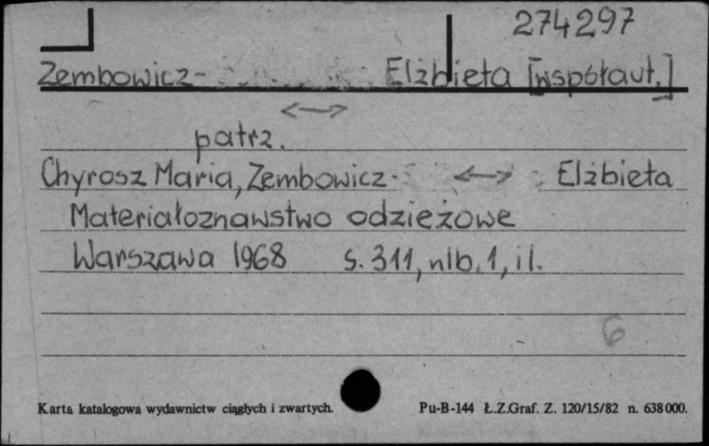 274297
Zembowicz- Elżbieta [współaut.]
patrz.
Chyrosz Maria, Zembowicz- Elżbieta
Materiałoznawstwo odzieżowe
Warszawa 1968 s. 311, nlb. 1, il.
6
Karta katalogowa wydawnictw ciągłych i zwartych. Pu-B-144 Ł.Z.Graf. Z. 120/15/82 n. 638000.